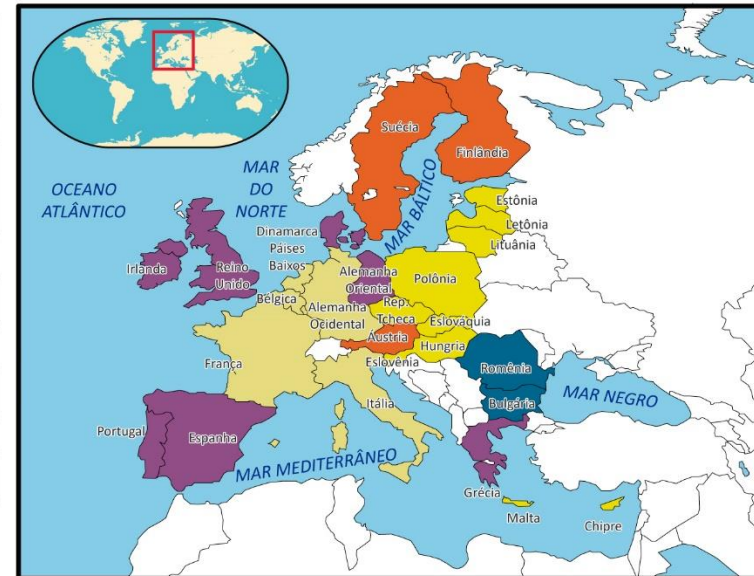 Suécia
Finlândia
MAR
DO
NORTE
OCEANO
ATLÂNTICO
MAR BÁLTICO
Estônia
Letônia
Lituânia
Dinamarca
Países
Baixos
Irlanda
Reino
Unido
Alemanha
Oriental
Polônia
Bélgica
Alemanha
Ocidental
Rep.
Tcheca
Eslováquia
Áustria
Hungria
França
Eslovênia
Romênia
MAR NEGRO
Bulgária
Itália
Portugal
Espanha
MAR MEDITERRÂNEO
Grécia
Malta
Chipre